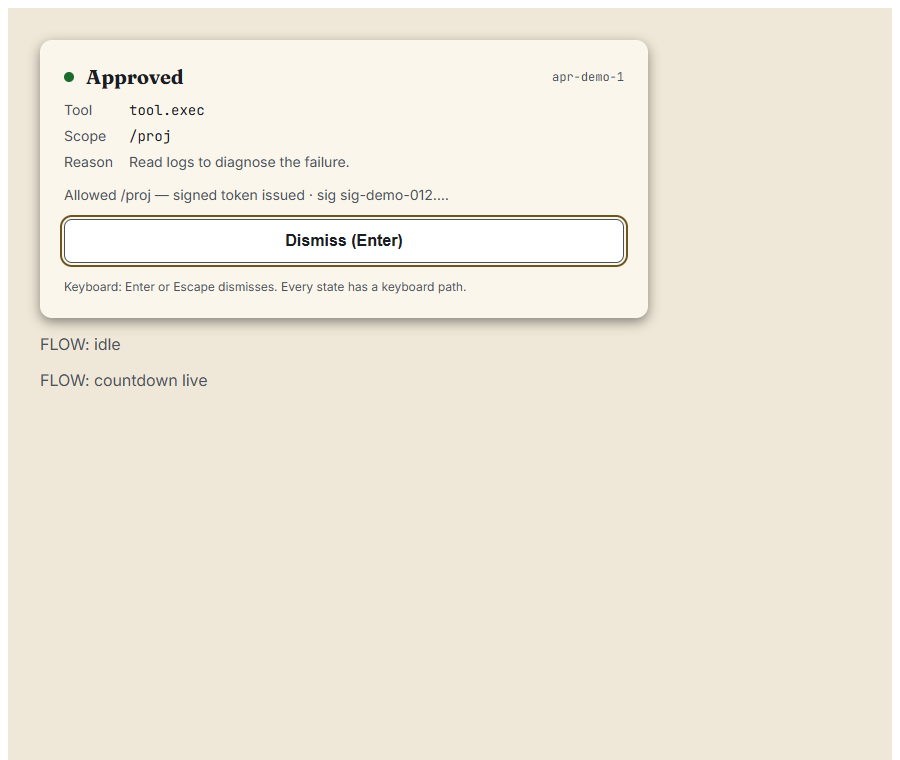 Approved apr-demo-1
Tool tool.exec
Scope /proj
Reason Read logs to diagnose the failure.
Allowed /proj — signed token issued · sig sig-demo-012....
Dismiss (Enter)
Keyboard: Enter or Escape dismisses. Every state has a keyboard path.
FLOW: idle
FLOW: countdown live